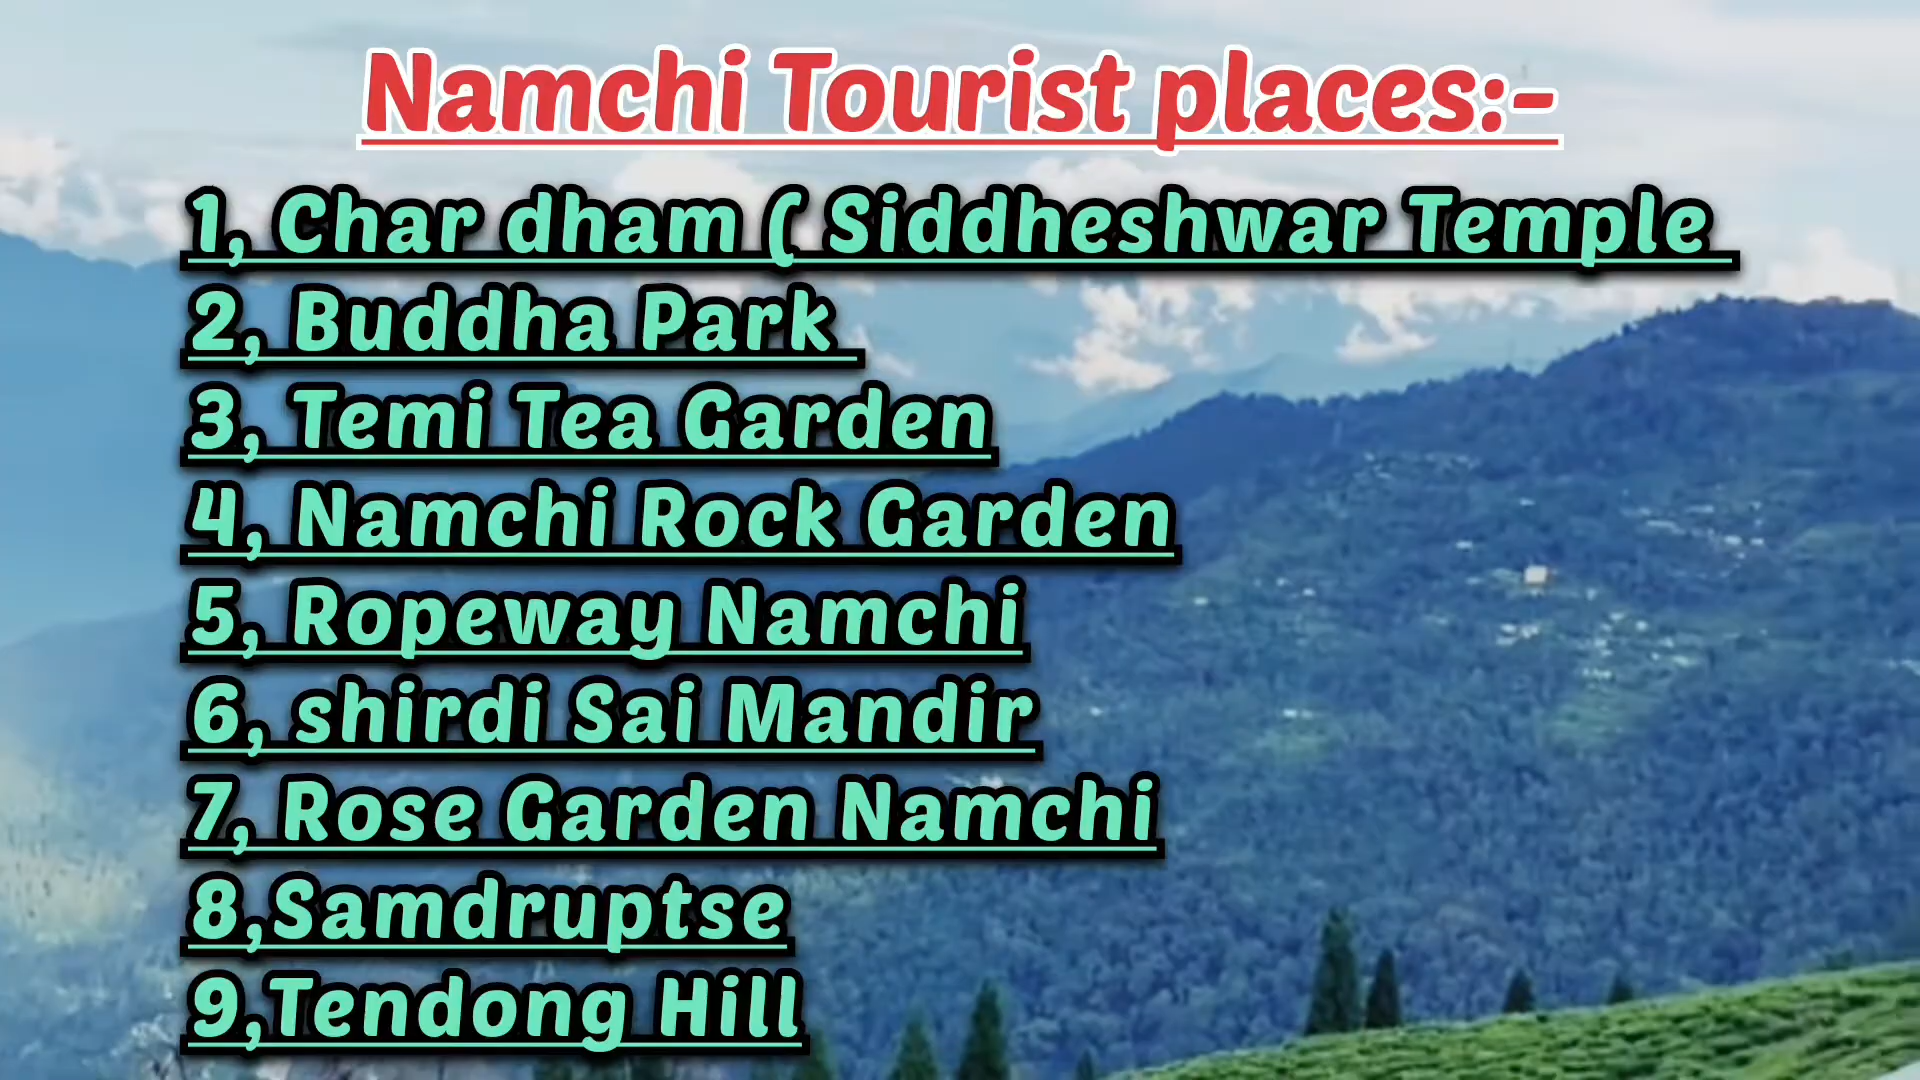 Namchi Tourist places:-
1, Char dham ( Siddheshwar Temple
2, Buddha Park
3, Temi Tea Garden
4, Namchi Rock Garden
5, Ropeway Namchi
6, shirdi Sai Mandir
7, Rose Garden Namchi
8,Samdruptse
9,Tendong Hill